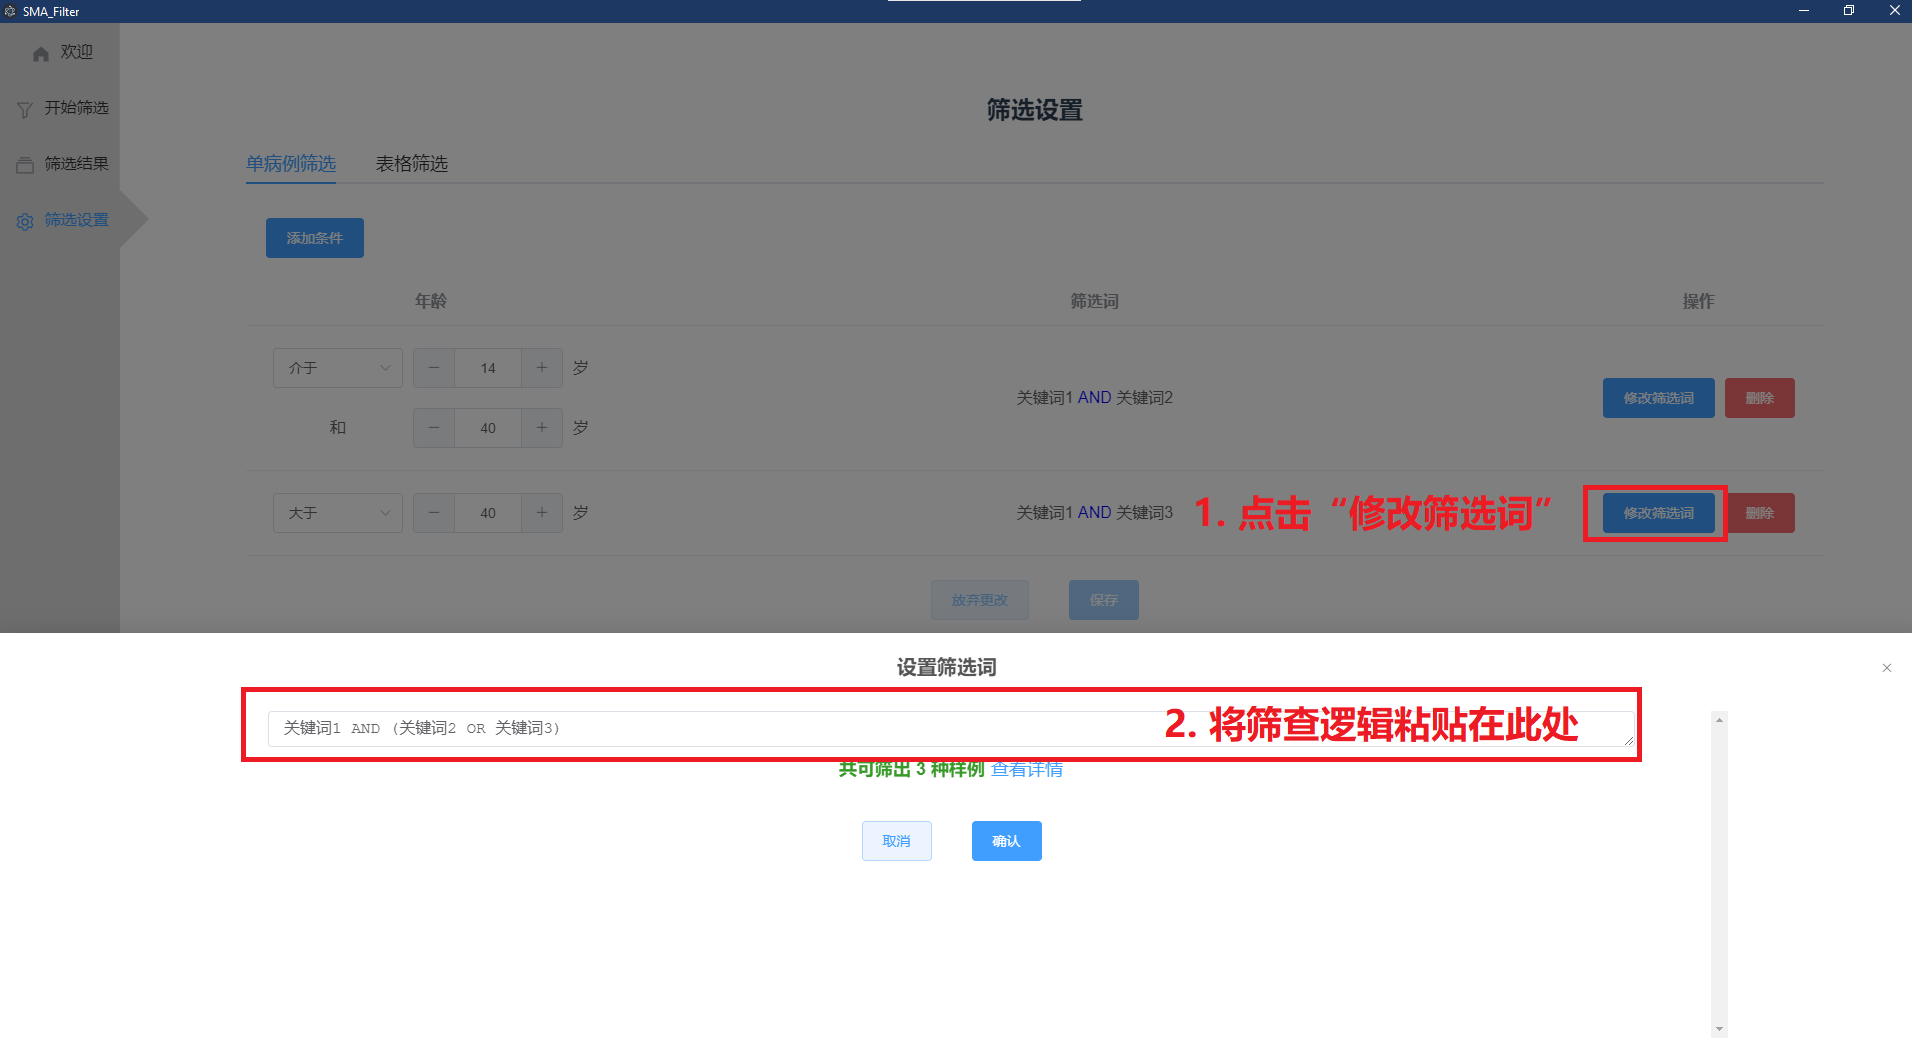 SMA_Filter
欢迎
开始筛选
筛选结果
筛选设置
筛选设置
单病例筛选 表格筛选
添加条件
年龄 筛选词 操作
介于 14 岁
和 40 岁
关键词1 AND 关键词2 修改筛选词 删除
大于 40 岁 关键词1 AND 关键词3 1. 点击“修改筛选词” 修改筛选词 删除
放弃更改 保存
设置筛选词
关键词1 AND (关键词2 OR 关键词3) 2. 将筛查逻辑粘贴在此处
共可筛出 3 种样例 查看详情
取消 确认